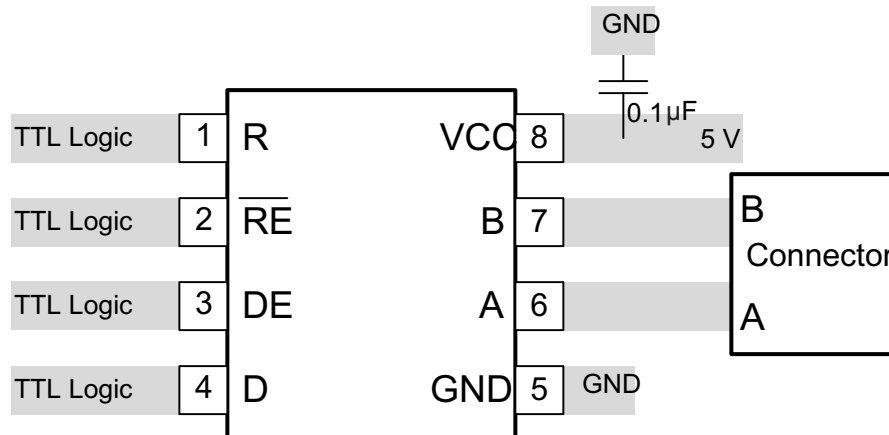 GND
0.1µF
TTL Logic 1 R VCC 8 5 V
TTL Logic 2 R̅E̅ B 7 B
Connector
TTL Logic 3 DE A 6 A
TTL Logic 4 D GND 5 GND